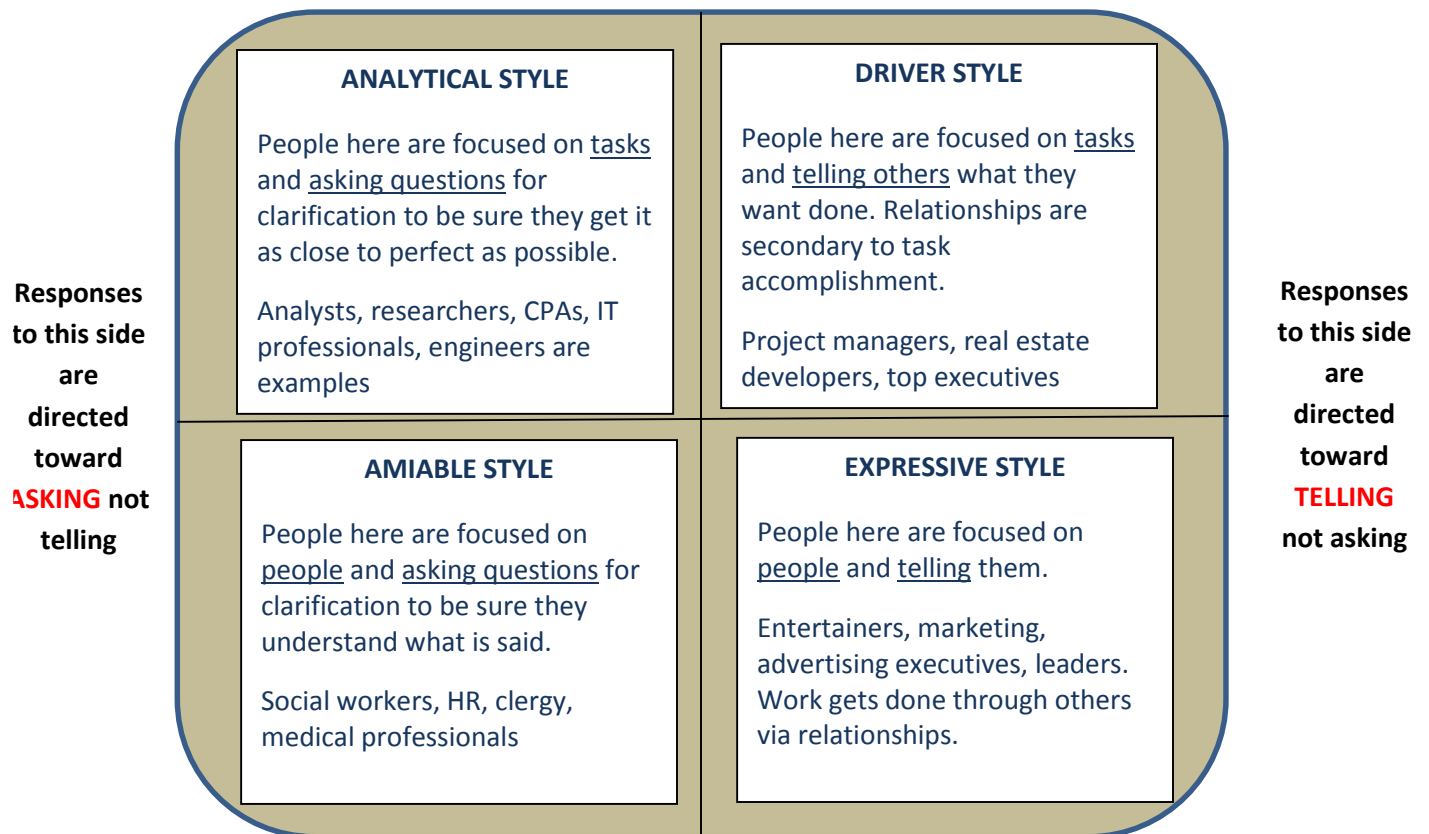 ANALYTICAL STYLE
People here are focused on tasks
and asking questions for
clarification to be sure they get it
as close to perfect as possible.
Analysts, researchers, CPAs, IT
professionals, engineers are
examples
DRIVER STYLE
People here are focused on tasks
and telling others what they
want done. Relationships are
secondary to task
accomplishment.
Project managers, real estate
developers, top executives
Responses
to this side
are
directed
toward
ASKING not
telling
Responses
to this side
are
directed
toward
TELLING
not asking
AMIABLE STYLE
People here are focused on
people and asking questions for
clarification to be sure they
understand what is said.
Social workers, HR, clergy,
medical professionals
EXPRESSIVE STYLE
People here are focused on
people and telling them.
Entertainers, marketing,
advertising executives, leaders.
Work gets done through others
via relationships.